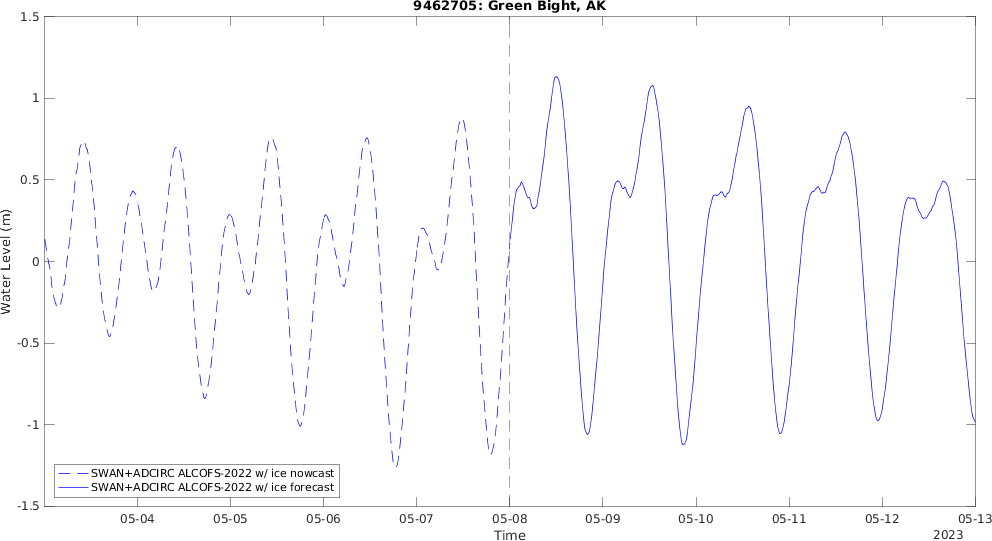 9462705: Green Bight, AK
1.5
1
0.5
0
-0.5
-1
-1.5
Water Level (m)
SWAN+ADCIRC ALCOFS-2022 w/ ice nowcast
SWAN+ADCIRC ALCOFS-2022 w/ ice forecast
05-04 05-05 05-06 05-07 05-08 05-09 05-10 05-11 05-12 05-13
Time
2023